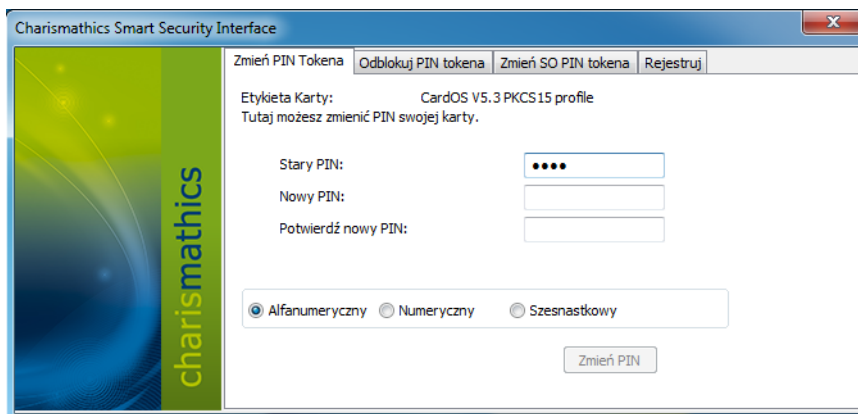 Charismathics Smart Security Interface
charismathics
Zmień PIN Tokena Odblokuj PIN tokena Zmień SO PIN tokena Rejestruj
Etykieta Karty: CardOS V5.3 PKCS15 profile
Tutaj możesz zmienić PIN swojej karty.
Stary PIN: ••••
Nowy PIN:
Potwierdź nowy PIN:
Alfanumeryczny Numeryczny Szesnastkowy
Zmień PIN